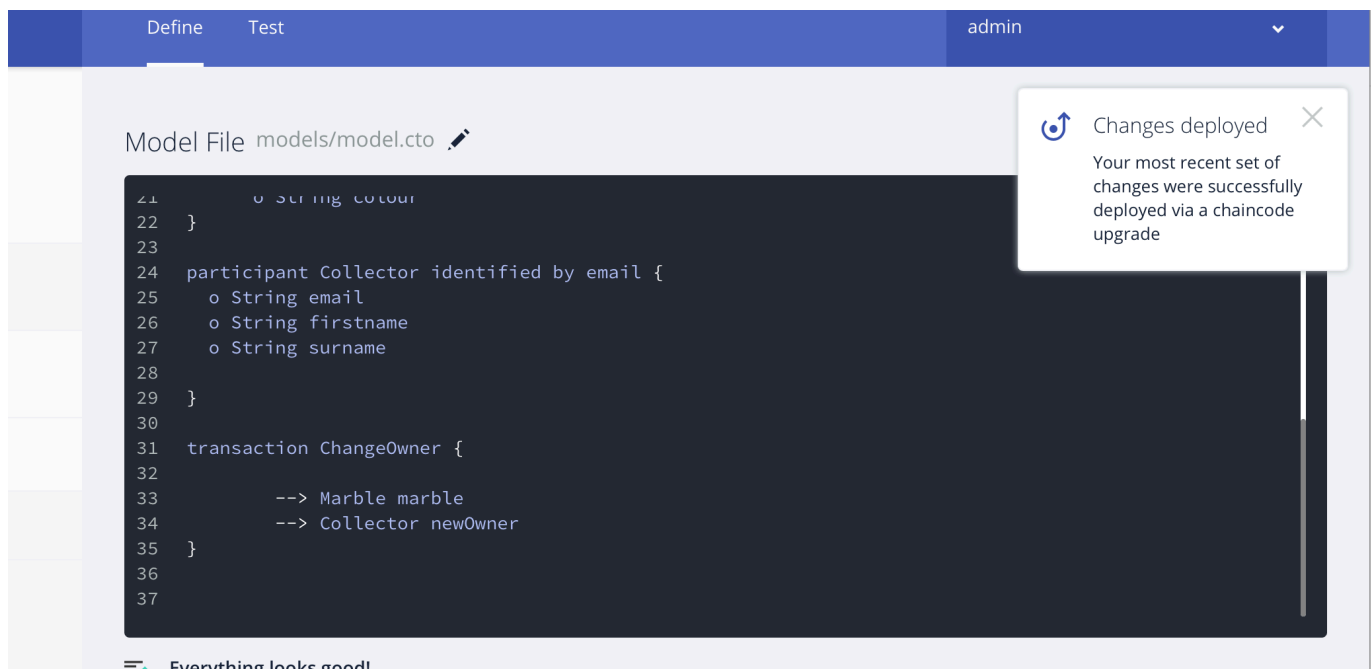 Define Test admin
Model File models/model.cto
Changes deployed
Your most recent set of
changes were successfully
deployed via a chaincode
upgrade
21 o String colour
22 }
23
24 participant Collector identified by email {
25 o String email
26 o String firstname
27 o String surname
28
29 }
30
31 transaction ChangeOwner {
32
33 --> Marble marble
34 --> Collector newOwner
35 }
36
37
Everything looks good!